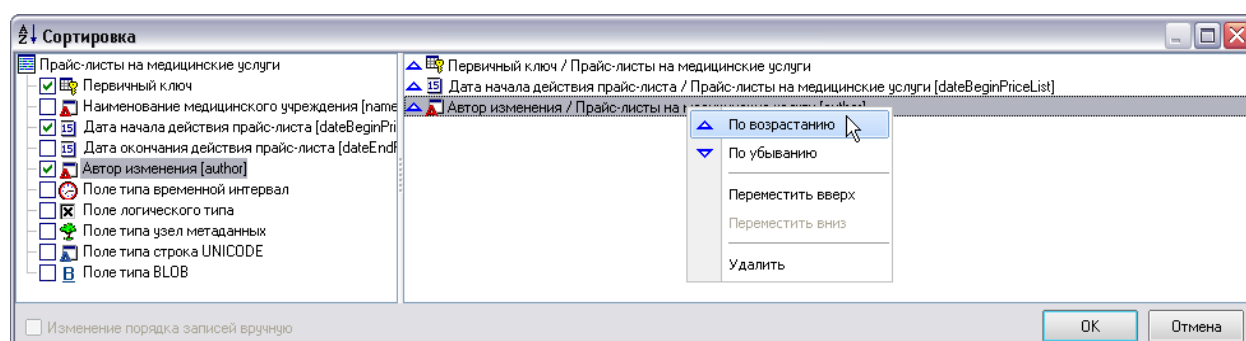 Сортировка
Прайс-листы на медицинские услуги
Первичный ключ
Наименование медицинского учреждения [name
Дата начала действия прайс-листа [dateBeginPri
Дата окончания действия прайс-листа [dateEndF
Автор изменения [author]
Поле типа временной интервал
Поле логического типа
Поле типа узел метаданных
Поле типа строка UNICODE
Поле типа BLOB
Первичный ключ / Прайс-листы на медицинские услуги
Дата начала действия прайс-листа / Прайс-листы на медицинские услуги [dateBeginPriceList]
Автор изменения / Прайс-листы на медицинские услуги [author]
По возрастанию
По убыванию
Переместить вверх
Переместить вниз
Удалить
Изменение порядка записей вручную
OK
Отмена